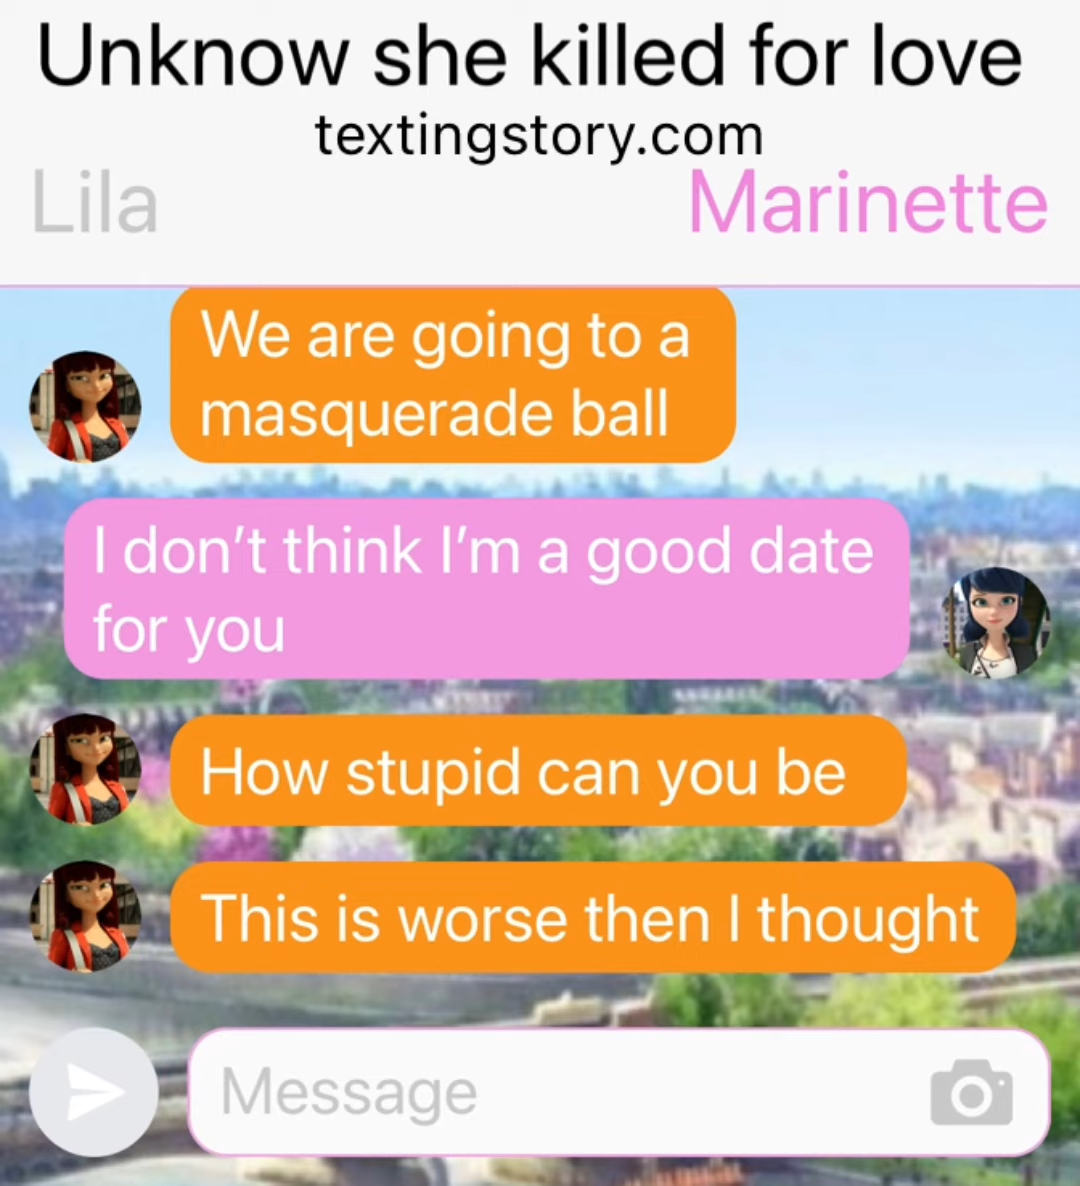 Unknow she killed for love
textingstory.com
Lila
Marinette
We are going to a
masquerade ball
I don’t think I’m a good date
for you
How stupid can you be
This is worse then I thought
Message